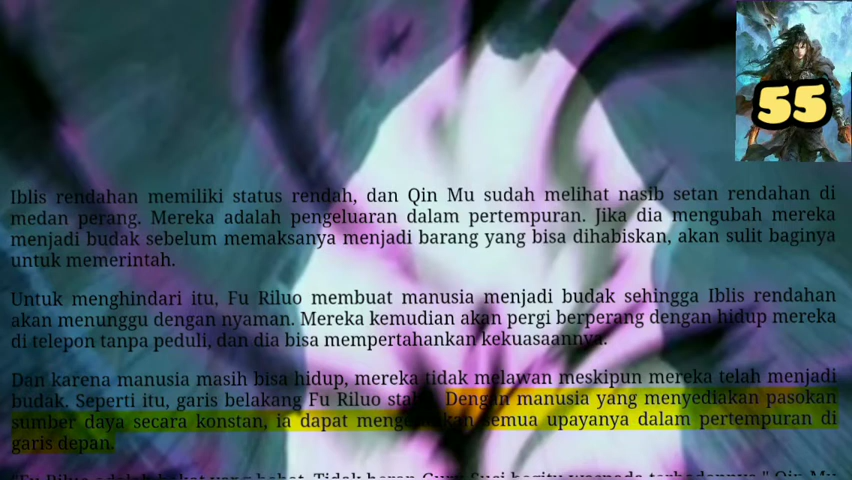 55
Iblis rendahan memiliki status rendah, dan Qin Mu sudah melihat nasib setan rendahan di
medan perang. Mereka adalah pengeluaran dalam pertempuran. Jika dia mengubah mereka
menjadi budak sebelum memaksanya menjadi barang yang bisa dihabiskan, akan sulit baginya
untuk memerintah.
Untuk menghindari itu, Fu Riluo membuat manusia menjadi budak sehingga Iblis rendahan
akan menunggu dengan nyaman. Mereka kemudian akan pergi berperang dengan hidup mereka
di telepon tanpa peduli, dan dia bisa mempertahankan kekuasaannya.
Dan karena manusia masih bisa hidup, mereka tidak melawan meskipun mereka telah menjadi
budak. Seperti itu, garis belakang Fu Riluo Dengan manusia yang menyediakan pasokan
sumber daya secara konstan, ia dapat semua upayanya dalam pertempuran di
garis depan.